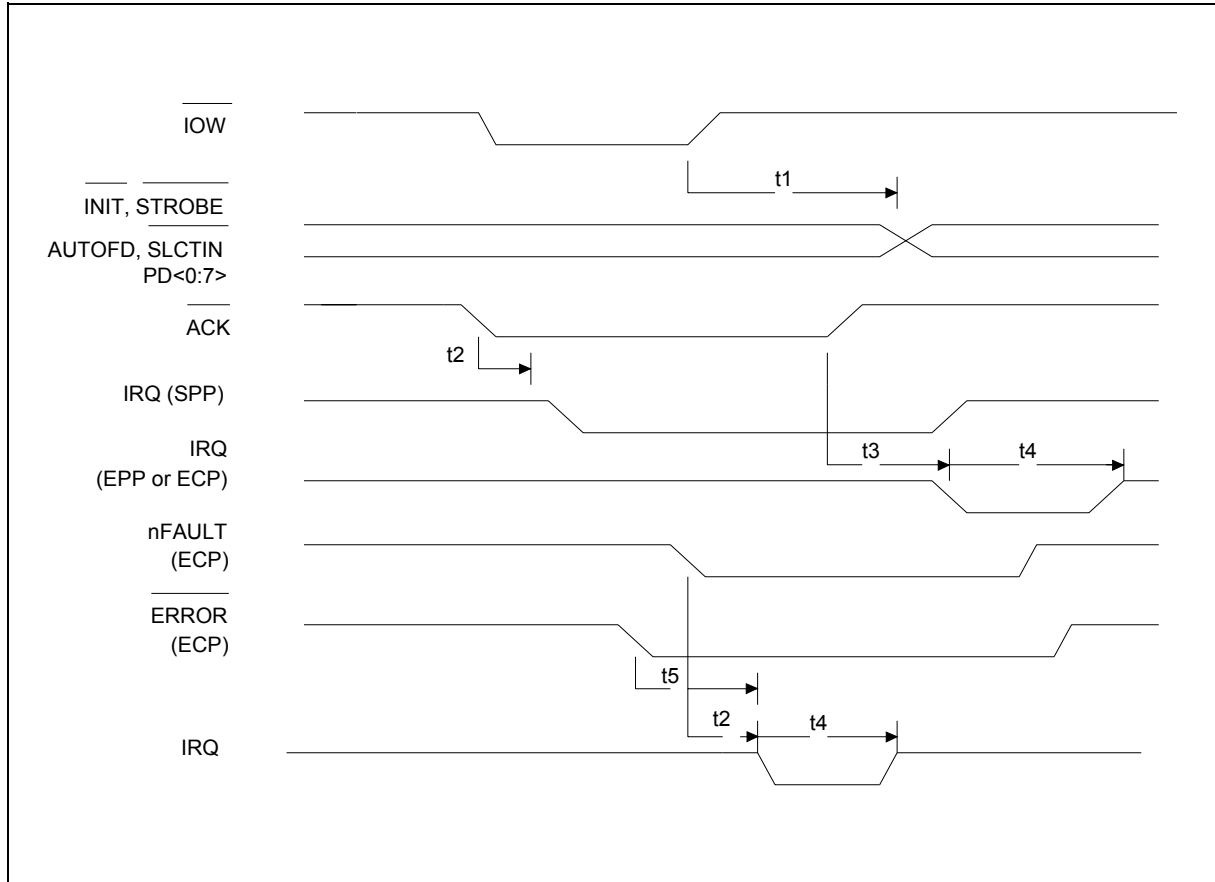 IOW
t1
INIT, STROBE
AUTOFD, SLCTIN
PD<0:7>
ACK
t2
IRQ (SPP)
IRQ
(EPP or ECP)
t3
t4
nFAULT
(ECP)
ERROR
(ECP)
t5
t2
t4
IRQ